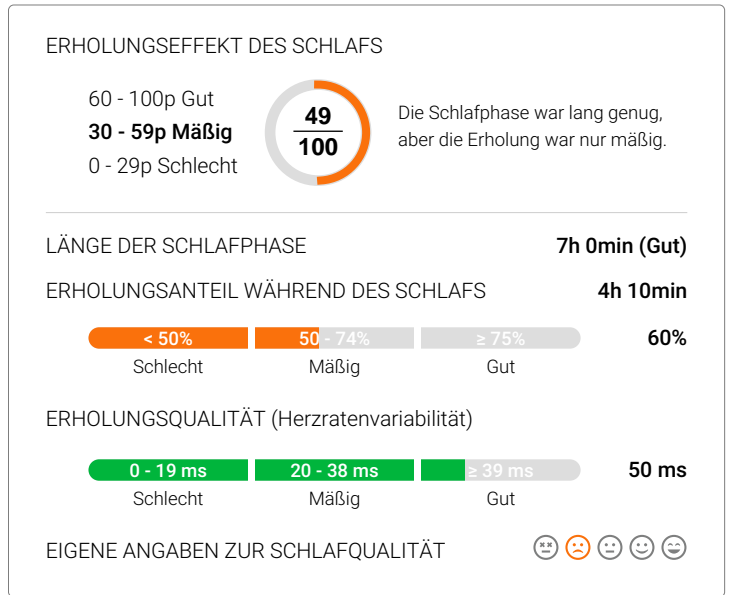 ERHOLUNGSEFFEKT DES SCHLAFS
60 - 100p Gut
30 - 59p Mäßig
0 - 29p Schlecht
49
100
Die Schlafphase war lang genug,
aber die Erholung war nur mäßig.
LÄNGE DER SCHLAFPHASE 7h 0min (Gut)
ERHOLUNGSANTEIL WÄHREND DES SCHLAFS 4h 10min
< 50% 50 - 74% ≥ 75% 60%
Schlecht Mäßig Gut
ERHOLUNGSQUALITÄT (Herzratenvariabilität)
0 - 19 ms 20 - 38 ms ≥ 39 ms 50 ms
Schlecht Mäßig Gut
EIGENE ANGABEN ZUR SCHLAFQUALITÄT